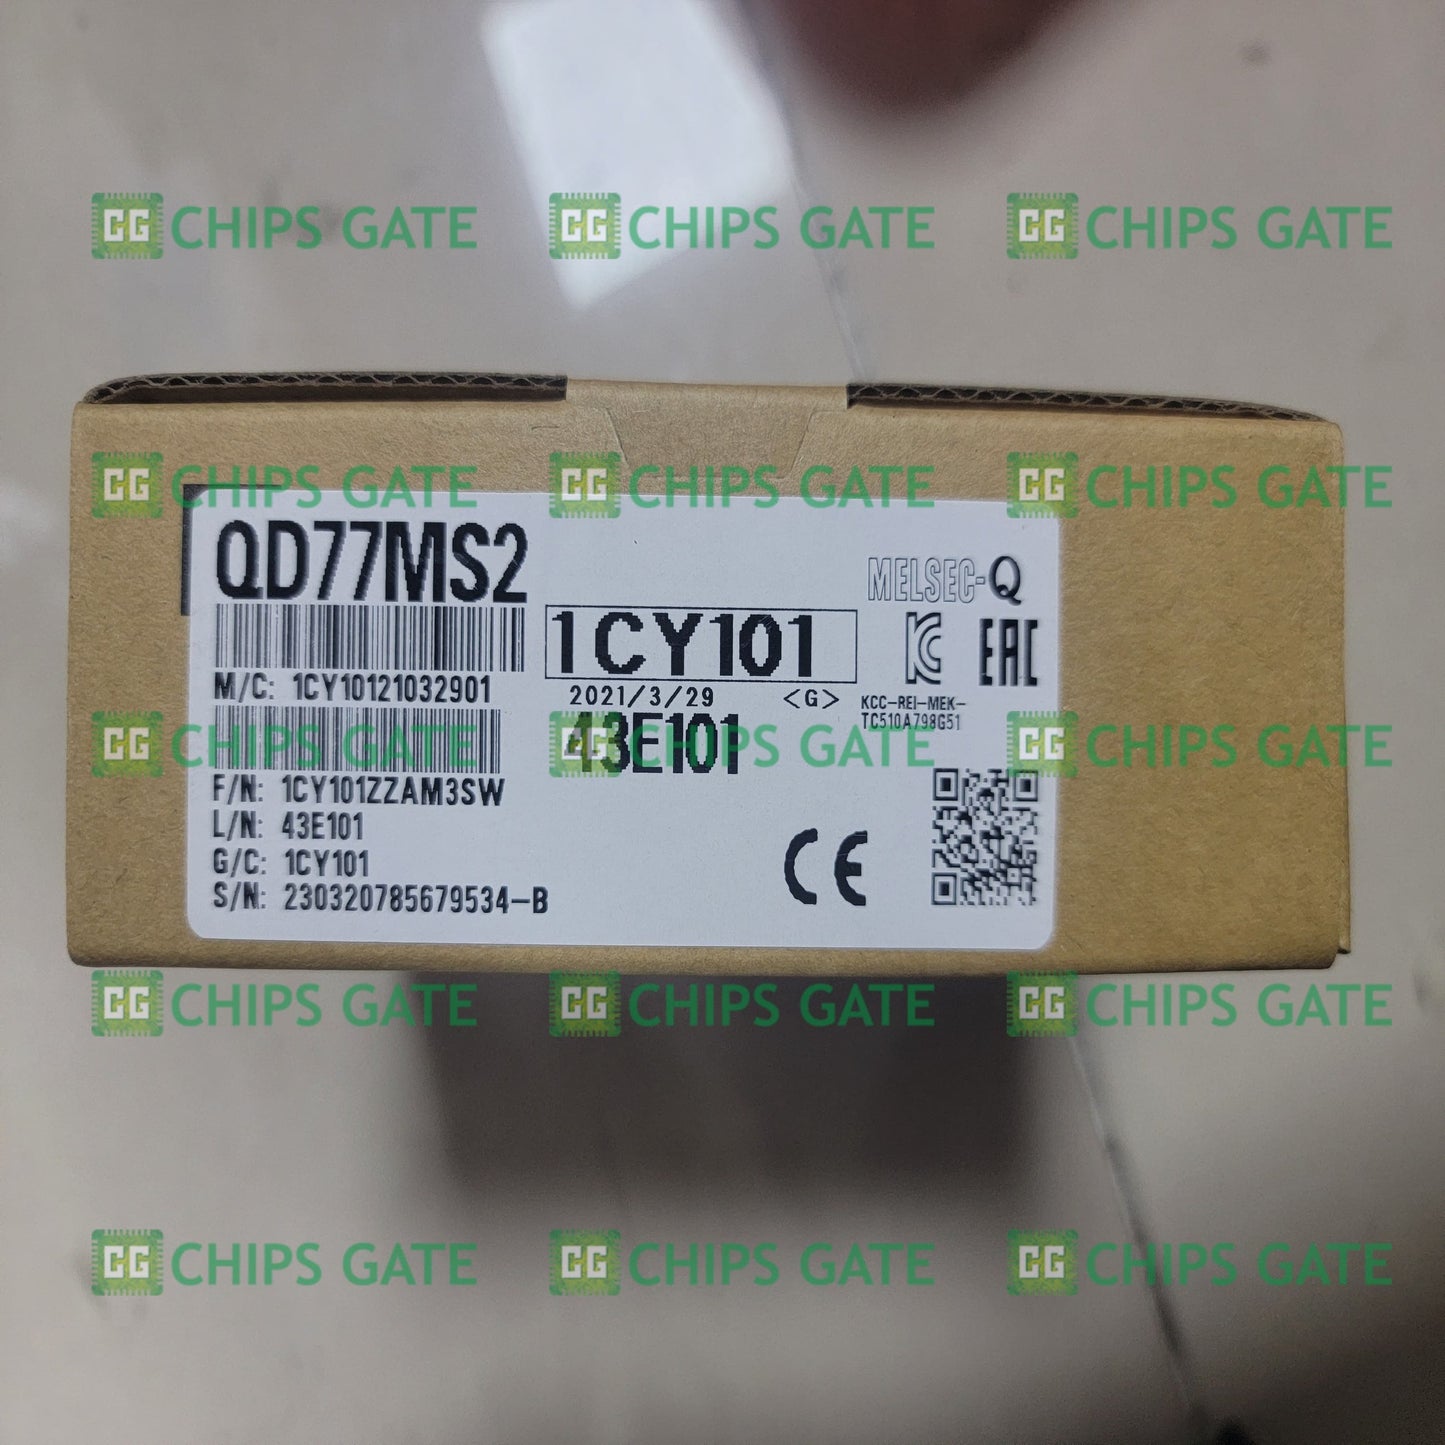 CG CHIPS GATE CG CHIPS GATE CG CHIPS GATE
CG CHIPS GATE CG CHIPS GATE CG CHIPS GATE
QD77MS2
MELSEC-Q
1CY101
KC EAC
M/C: 1CY10121032901
2021/3/29 <G>
KCC-REI-MEK-
TC510A798G51
43E101
CG CHIPS GATE CG CHIPS GATE CG CHIPS GATE
F/N: 1CY101ZZAM3SW
L/N: 43E101
G/C: 1CY101
S/N: 230320785679534-B
CE
CG CHIPS GATE CG CHIPS GATE CG CHIPS GATE
CG CHIPS GATE CG CHIPS GATE CG CHIPS GATE